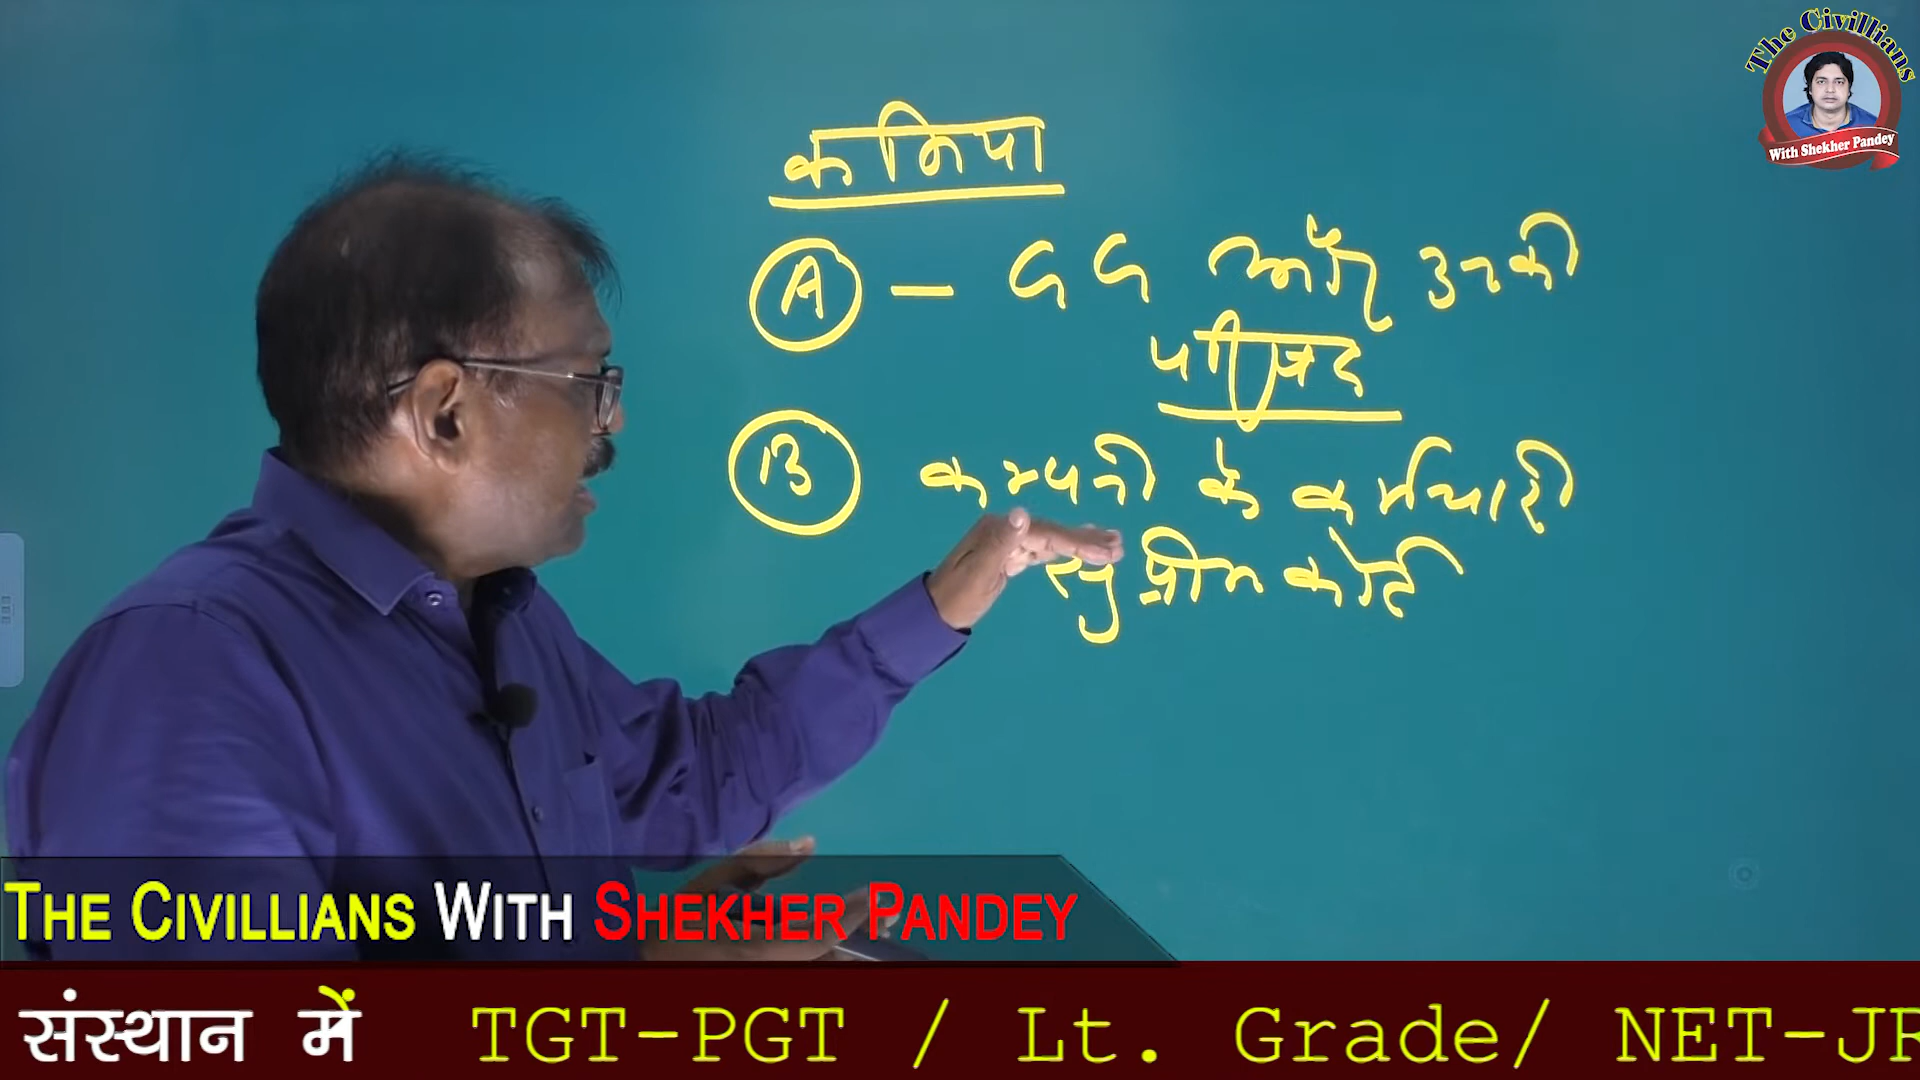 The Civillians
With Shekher Pandey
कमियां
A – GG और उनकी
परिषद
B कम्पनी के कर्मचारी
सुप्रीम कोर्ट
THE CIVILLIANS WITH SHEKHER PANDEY
संस्थान में TGT-PGT / Lt. Grade/ NET-JR